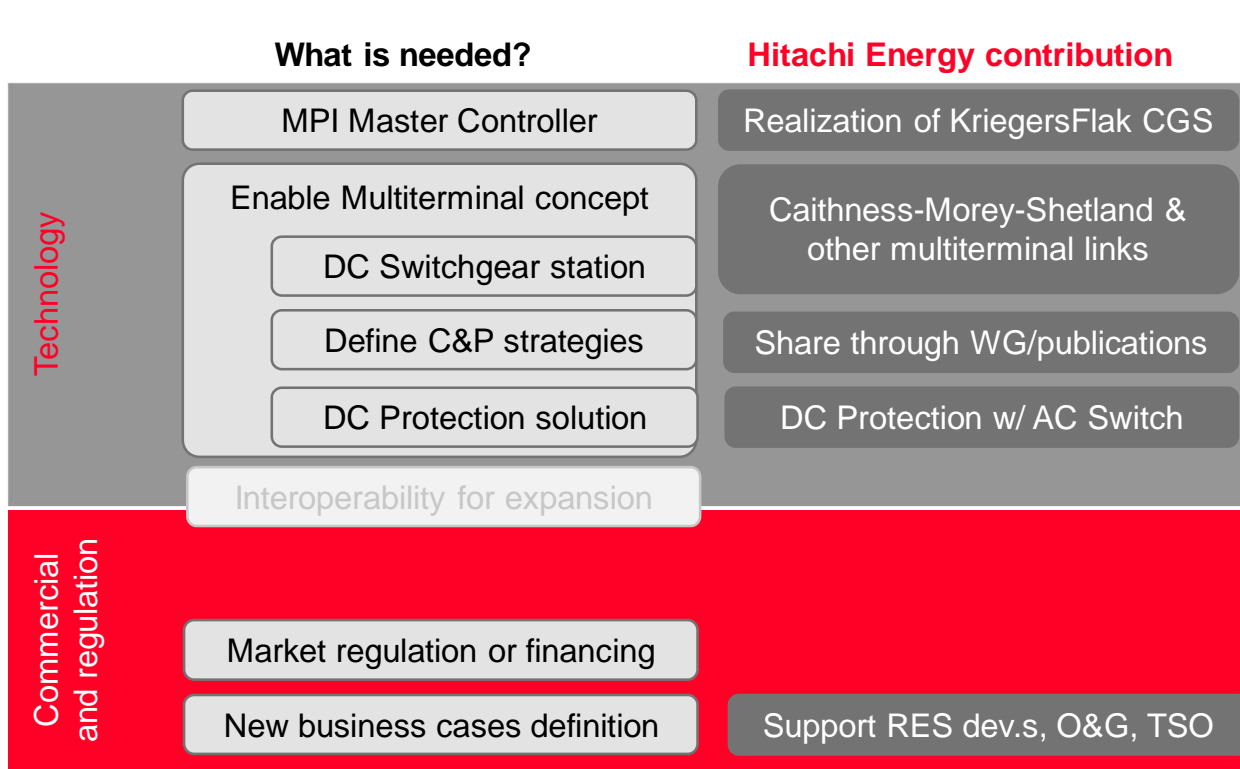 What is needed?
Hitachi Energy contribution
Technology
MPI Master Controller
Realization of KriegersFlak CGS
Enable Multiterminal concept
Caithness-Morey-Shetland &
other multiterminal links
DC Switchgear station
Define C&P strategies
Share through WG/publications
DC Protection solution
DC Protection w/ AC Switch
Interoperability for expansion
Commercial
and regulation
Market regulation or financing
New business cases definition
Support RES dev.s, O&G, TSO